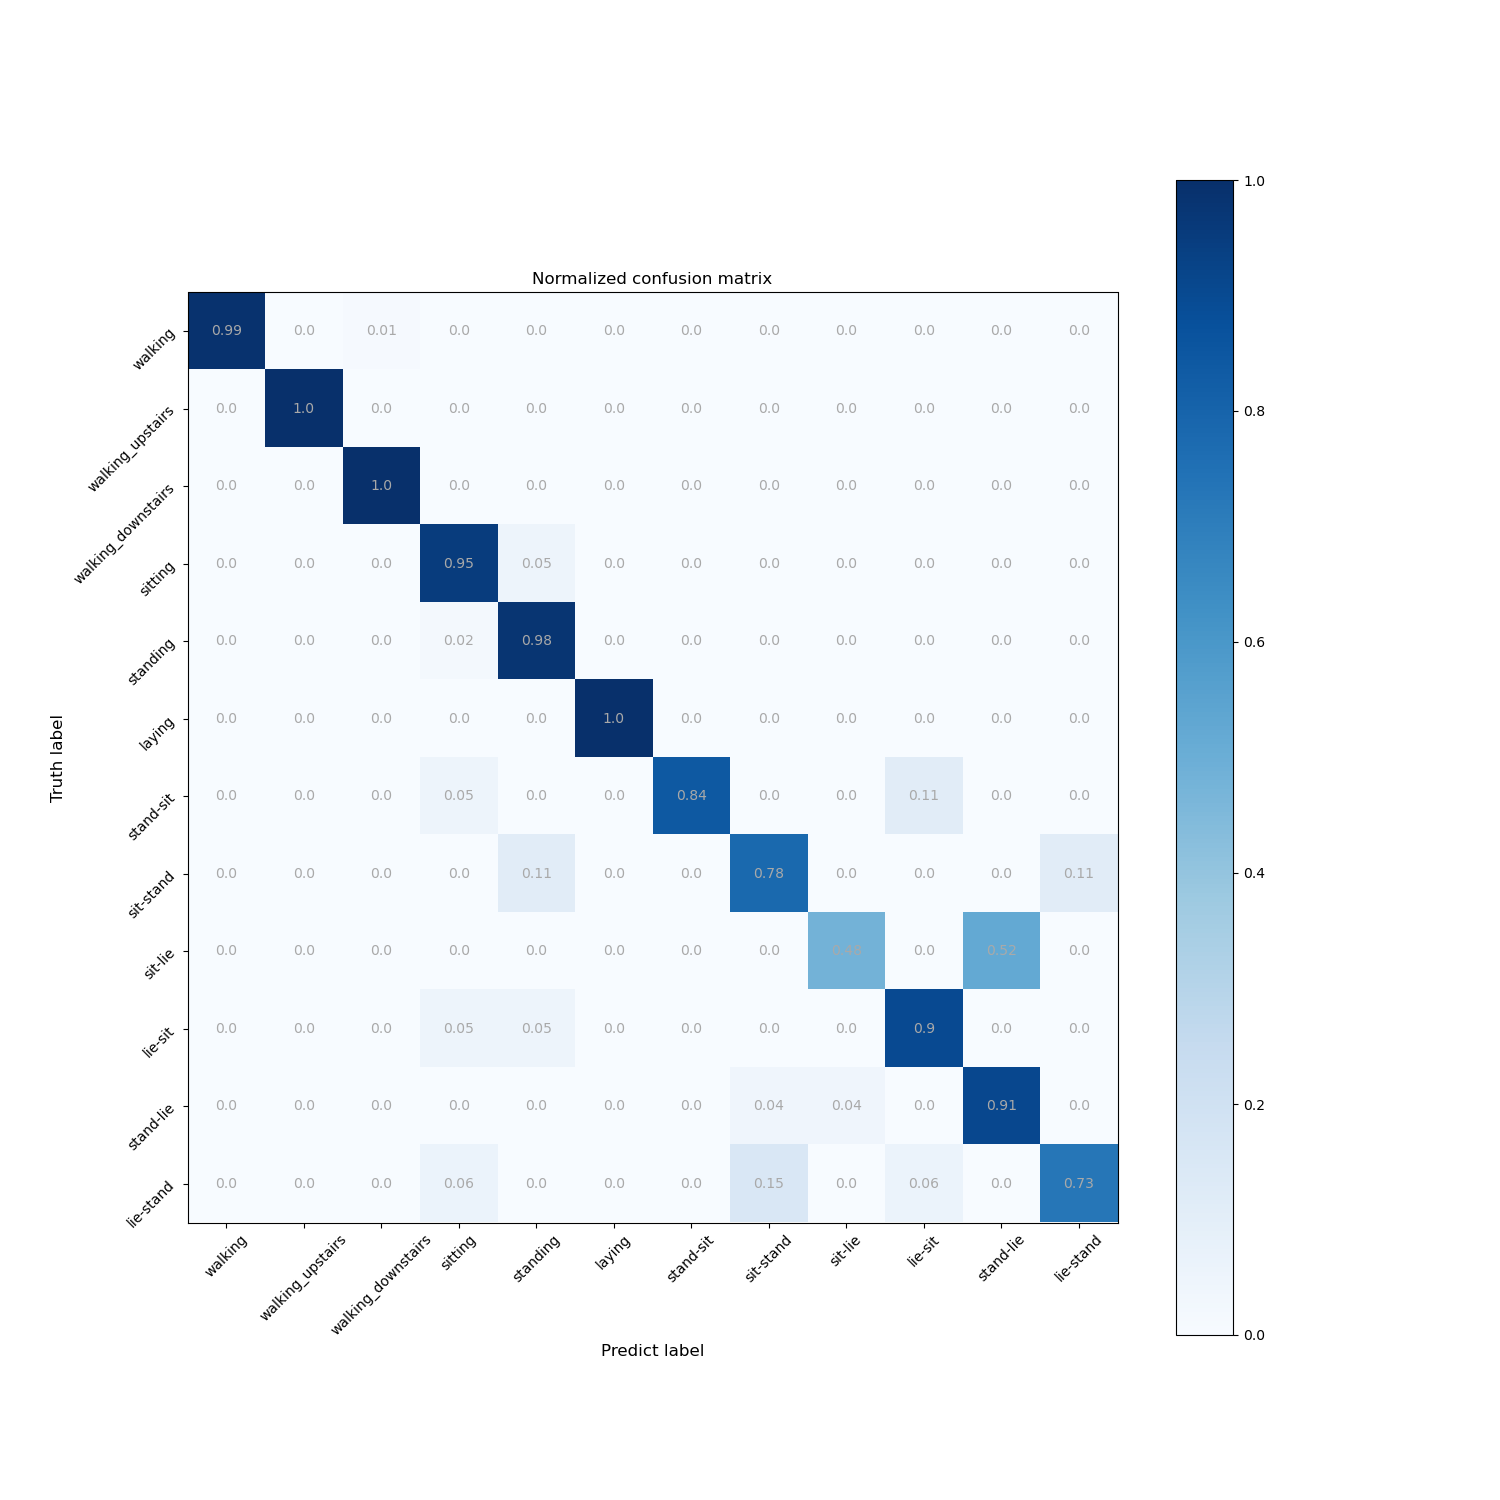 Normalized confusion matrix
1.0
0.8
0.6
0.4
0.2
0.0
Truth label
walking 0.99 0.0 0.01 0.0 0.0 0.0 0.0 0.0 0.0 0.0 0.0 0.0
walking_upstairs 0.0 1.0 0.0 0.0 0.0 0.0 0.0 0.0 0.0 0.0 0.0 0.0
walking_downstairs 0.0 0.0 1.0 0.0 0.0 0.0 0.0 0.0 0.0 0.0 0.0 0.0
sitting 0.0 0.0 0.0 0.95 0.05 0.0 0.0 0.0 0.0 0.0 0.0 0.0
standing 0.0 0.0 0.0 0.02 0.98 0.0 0.0 0.0 0.0 0.0 0.0 0.0
laying 0.0 0.0 0.0 0.0 0.0 1.0 0.0 0.0 0.0 0.0 0.0 0.0
stand-sit 0.0 0.0 0.0 0.05 0.0 0.0 0.84 0.0 0.0 0.11 0.0 0.0
sit-stand 0.0 0.0 0.0 0.0 0.11 0.0 0.0 0.78 0.0 0.0 0.0 0.11
sit-lie 0.0 0.0 0.0 0.0 0.0 0.0 0.0 0.0 0.48 0.0 0.52 0.0
lie-sit 0.0 0.0 0.0 0.05 0.05 0.0 0.0 0.0 0.0 0.9 0.0 0.0
stand-lie 0.0 0.0 0.0 0.0 0.0 0.0 0.0 0.04 0.04 0.0 0.91 0.0
lie-stand 0.0 0.0 0.0 0.06 0.0 0.0 0.0 0.15 0.0 0.06 0.0 0.73
walking walking_upstairs walking_downstairs sitting standing laying stand-sit sit-stand sit-lie lie-sit stand-lie lie-stand
Predict label